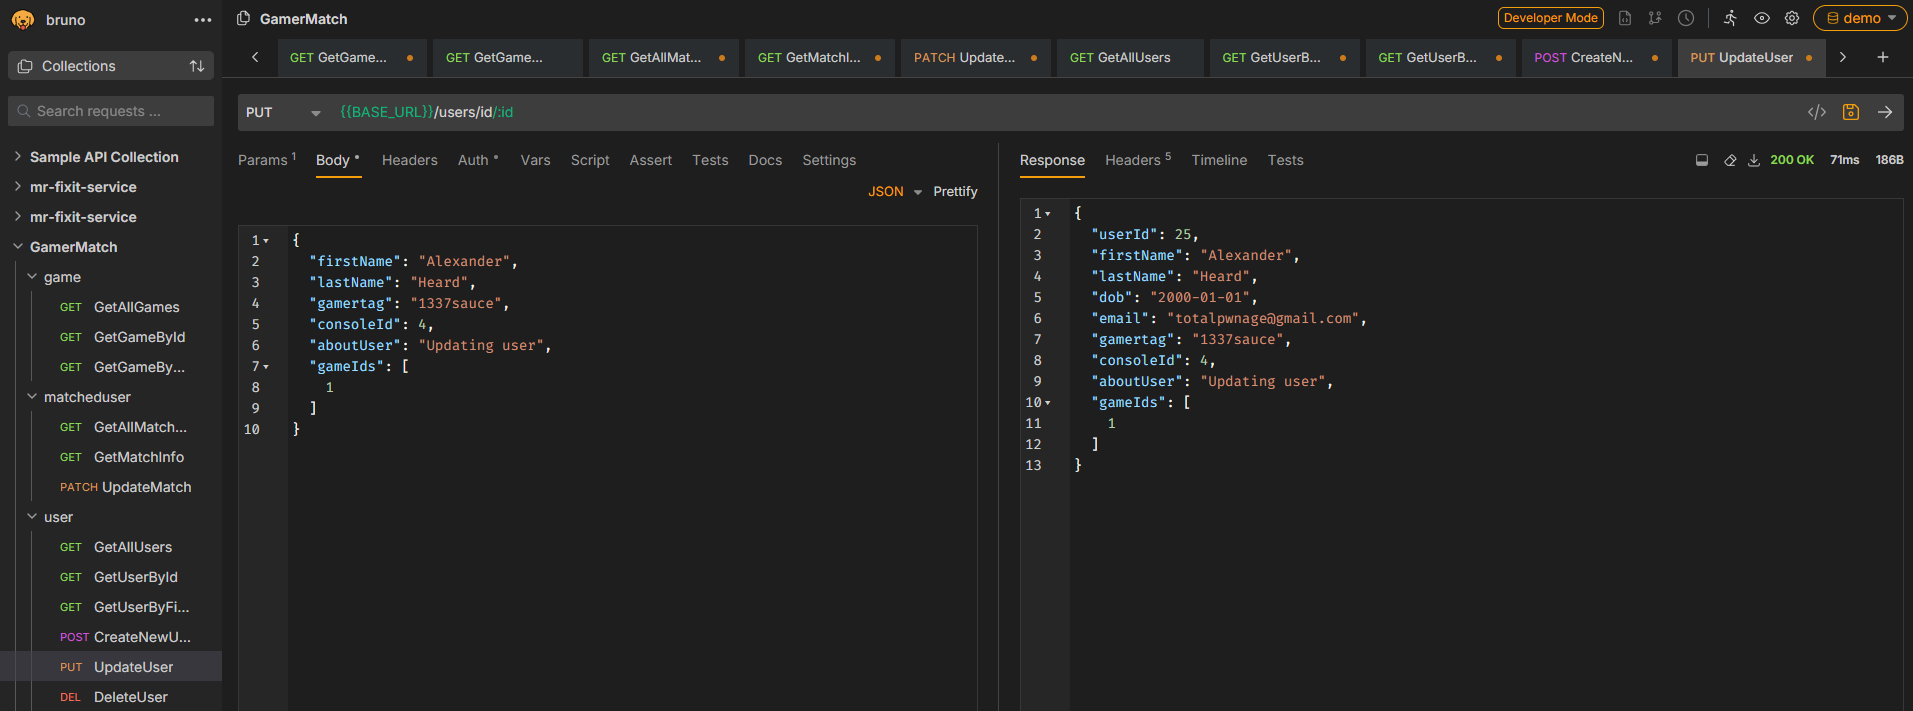 bruno
GamerMatch
Developer Mode
demo
Collections
GET GetGame...
GET GetGame...
GET GetAllMat...
GET GetMatchI...
PATCH Update...
GET GetAllUsers
GET GetUserB...
GET GetUserB...
POST CreateN...
PUT UpdateUser
Search requests ...
PUT
{{BASE_URL}}/users/id/:id
Sample API Collection
mr-fixit-service
mr-fixit-service
GamerMatch
game
GET GetAllGames
GET GetGameById
GET GetGameBy...
matcheduser
GET GetAllMatch...
GET GetMatchInfo
PATCH UpdateMatch
user
GET GetAllUsers
GET GetUserById
GET GetUserByFi...
POST CreateNewU...
PUT UpdateUser
DEL DeleteUser
Params 1 Body Headers Auth Vars Script Assert Tests Docs Settings
JSON Prettify
1 {
2 "firstName": "Alexander",
3 "lastName": "Heard",
4 "gamertag": "1337sauce",
5 "consoleId": 4,
6 "aboutUser": "Updating user",
7 "gameIds": [
8 1
9 ]
10 }
Response Headers 5 Timeline Tests
200 OK 71ms 186B
1 {
2 "userId": 25,
3 "firstName": "Alexander",
4 "lastName": "Heard",
5 "dob": "2000-01-01",
6 "email": "totalpwnage@gmail.com",
7 "gamertag": "1337sauce",
8 "consoleId": 4,
9 "aboutUser": "Updating user",
10 "gameIds": [
11 1
12 ]
13 }